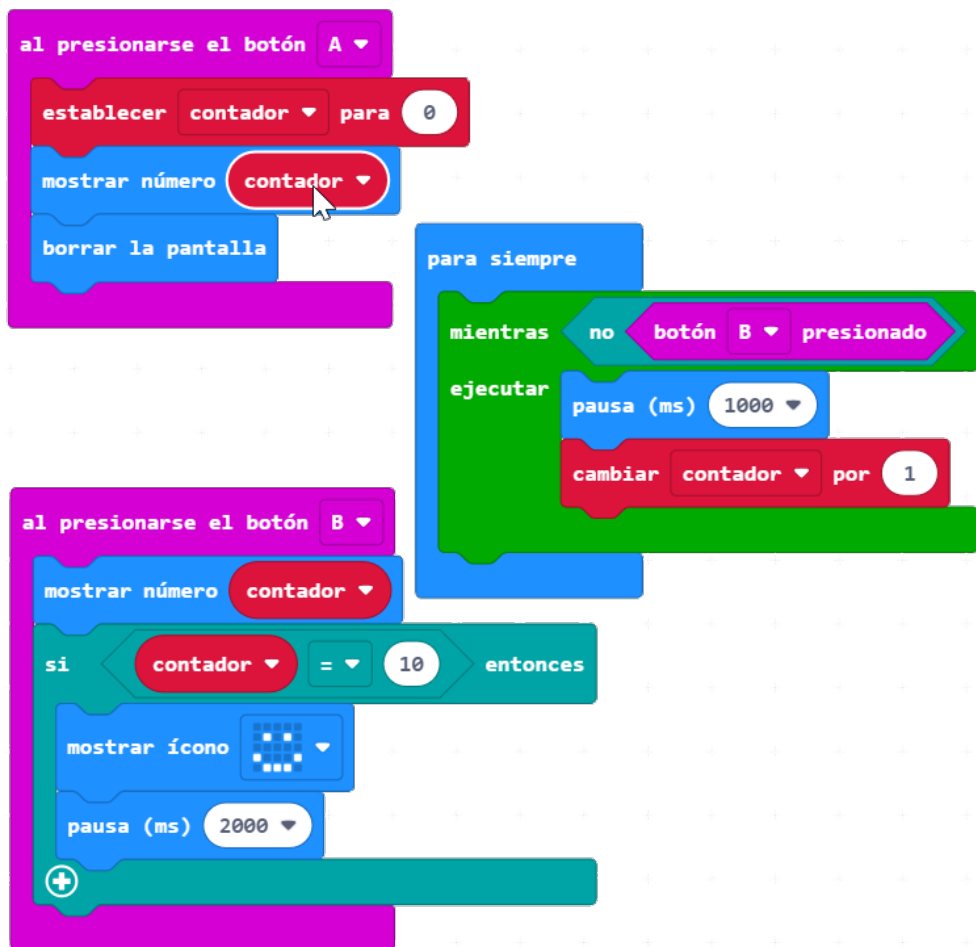 al presionarse el botón A
establecer contador para 0
mostrar número contador
borrar la pantalla
para siempre
mientras no botón B presionado
ejecutar
pausa (ms) 1000
cambiar contador por 1
al presionarse el botón B
mostrar número contador
si contador = 10 entonces
mostrar ícono
pausa (ms) 2000